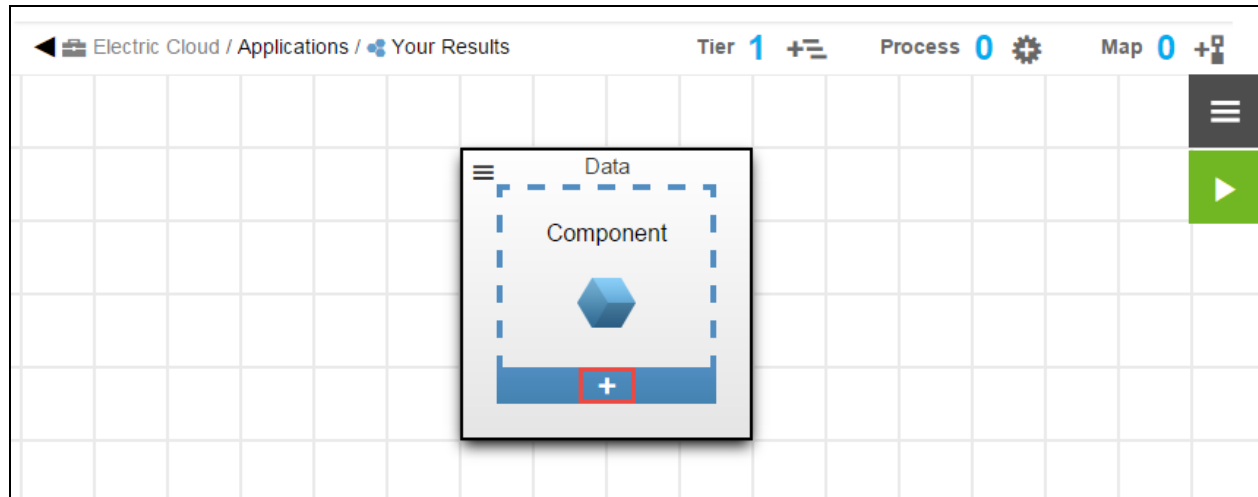 Electric Cloud / Applications / Your Results Tier 1 Process 0 Map 0
Data
Component